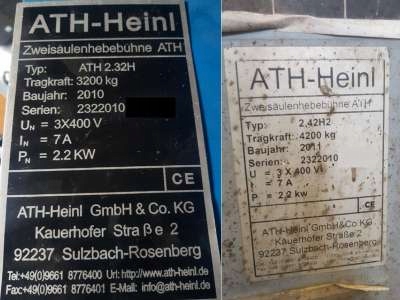 ATH-Heinl
Zweisäulenhebebühne ATH
Typ: ATH 2.32H
Tragkraft: 3200 kg
Baujahr: 2010
Serien: 2322010
UN = 3X400 V
IN = 7 A
PN = 2.2 KW
CE
ATH-Heinl GmbH & Co. KG
Kauerhofer Straße 2
92237 Sulzbach-Rosenberg
Tel:+49(0)9661 8776400 Url: http://www.ath-heinl.de
Fax:+49(0)9661 8776401 E-Mail: info@ath-heinl.de
ATH-Heinl
Zweisäulenhebebühne ATH
Typ: 2,42H2
Tragkraft: 4200 kg
Baujahr: 2011
Serien: 2322010
U = 3 X 400 V
I = 7 A
P = 2.2 kw
CE
ATH-Heinl GmbH&Co. KG
Kauerhofer Straße 2
92237 Sulzbach-Rosenberg